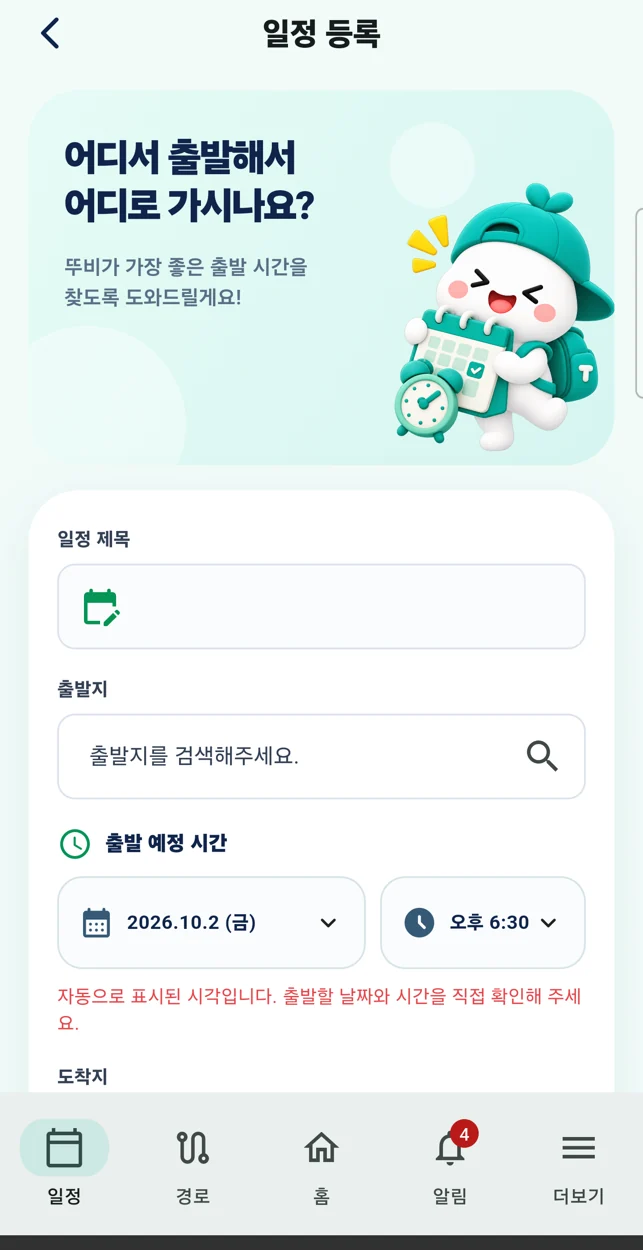 일정 등록
어디서 출발해서
어디로 가시나요?
뚜비가 가장 좋은 출발 시간을
찾도록 도와드릴게요!
T
일정 제목
출발지
출발지를 검색해주세요.
출발 예정 시간
2026.10.2 (금)
오후 6:30
자동으로 표시된 시각입니다. 출발할 날짜와 시간을 직접 확인해 주세
요.
도착지
4
일정
경로
홈
알림
더보기